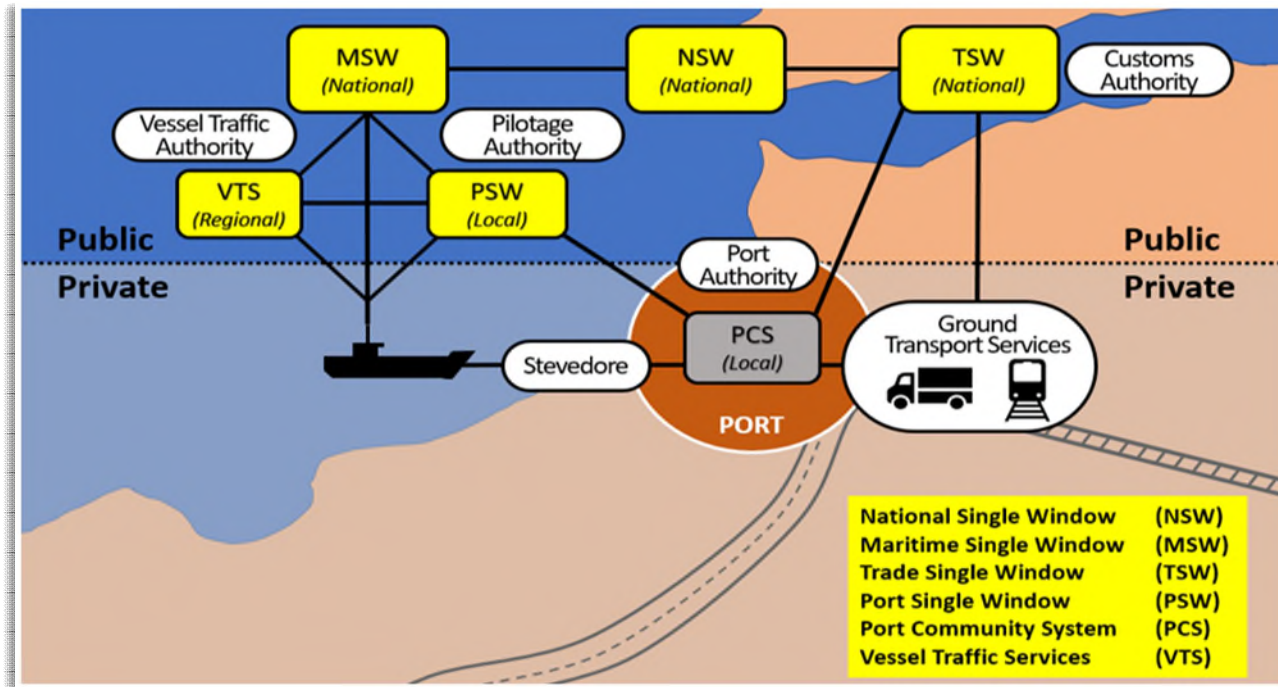 MSW
(National)
NSW
(National)
TSW
(National)
Customs
Authority
Vessel Traffic
Authority
Pilotage
Authority
VTS
(Regional)
PSW
(Local)
Public
Private
Public
Private
Port
Authority
PCS
(Local)
Stevedore
Ground
Transport Services
PORT
National Single Window (NSW)
Maritime Single Window (MSW)
Trade Single Window (TSW)
Port Single Window (PSW)
Port Community System (PCS)
Vessel Traffic Services (VTS)